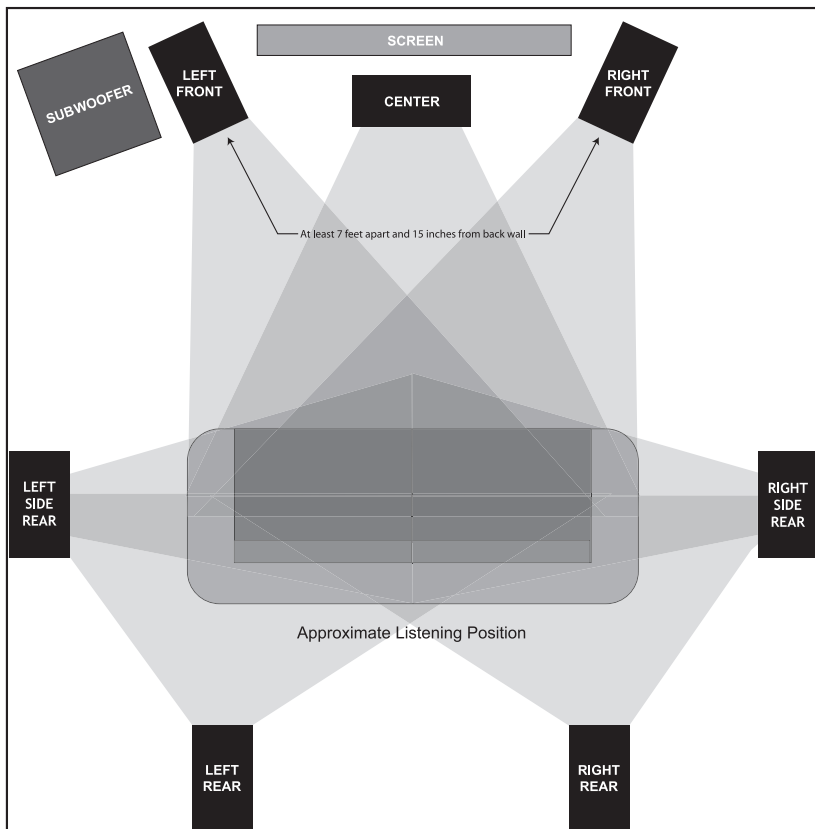 SCREEN
LEFT
FRONT
RIGHT
FRONT
SUBWOOFER
CENTER
At least 7 feet apart and 15 inches from back wall
LEFT
SIDE
REAR
RIGHT
SIDE
REAR
Approximate Listening Position
LEFT
REAR
RIGHT
REAR